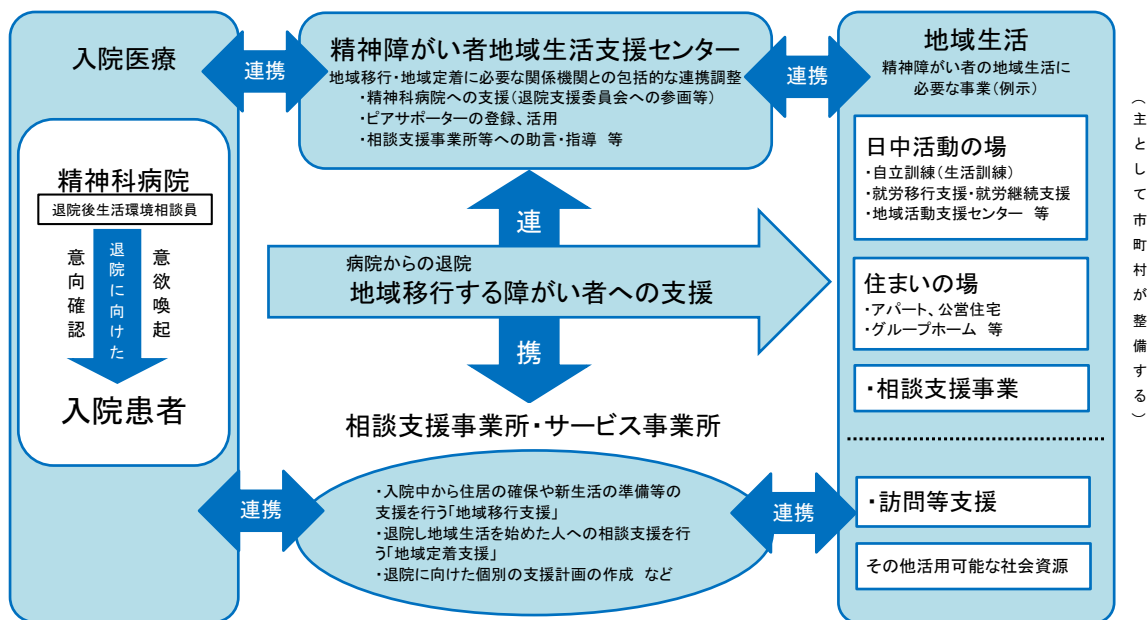 入院医療
精神科病院
退院後生活環境相談員
意向確認
退院に向けた
意欲喚起
入院患者
連携
精神障がい者地域生活支援センター
地域移行・地域定着に必要な関係機関との包括的な連携調整
・精神科病院への支援(退院支援委員会への参画等)
・ピアサポーターの登録、活用
・相談支援事業所等への助言・指導　等
連携
連
病院からの退院
地域移行する障がい者への支援
携
相談支援事業所・サービス事業所
連携
・入院中から住居の確保や新生活の準備等の
支援を行う「地域移行支援」
・退院し地域生活を始めた人への相談支援を行
う「地域定着支援」
・退院に向けた個別の支援計画の作成　など
連携
地域生活
精神障がい者の地域生活に
必要な事業(例示)
日中活動の場
・自立訓練(生活訓練)
・就労移行支援・就労継続支援
・地域活動支援センター　等
住まいの場
・アパート、公営住宅
・グループホーム　等
・相談支援事業
・訪問等支援
その他活用可能な社会資源
(主として市町村が整備する)